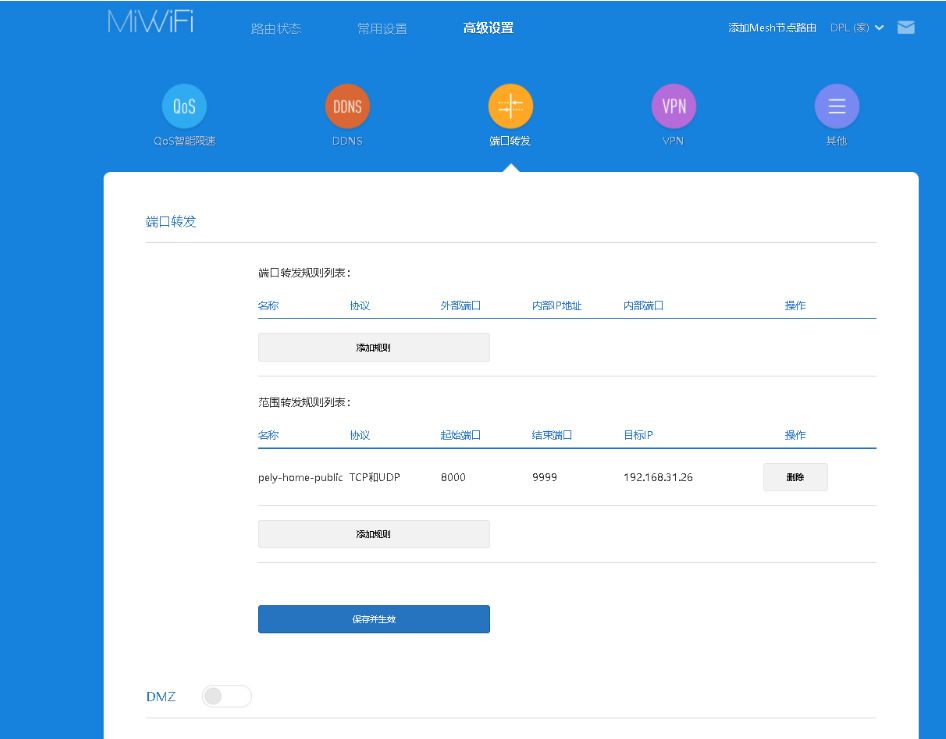 MiWiFi 路由状态 常用设置 高级设置 添加Mesh节点路由 DPL (家)
QoS DDNS VPN
QoS智能限速 DDNS 端口转发 VPN 其他
端口转发
端口转发规则列表：
名称 协议 外部端口 内部IP地址 内部端口 操作
添加规则
范围转发规则列表：
名称 协议 起始端口 结束端口 目标IP 操作
pely-home-public TCP和UDP 8000 9999 192.168.31.26 删除
添加规则
保存并生效
DMZ